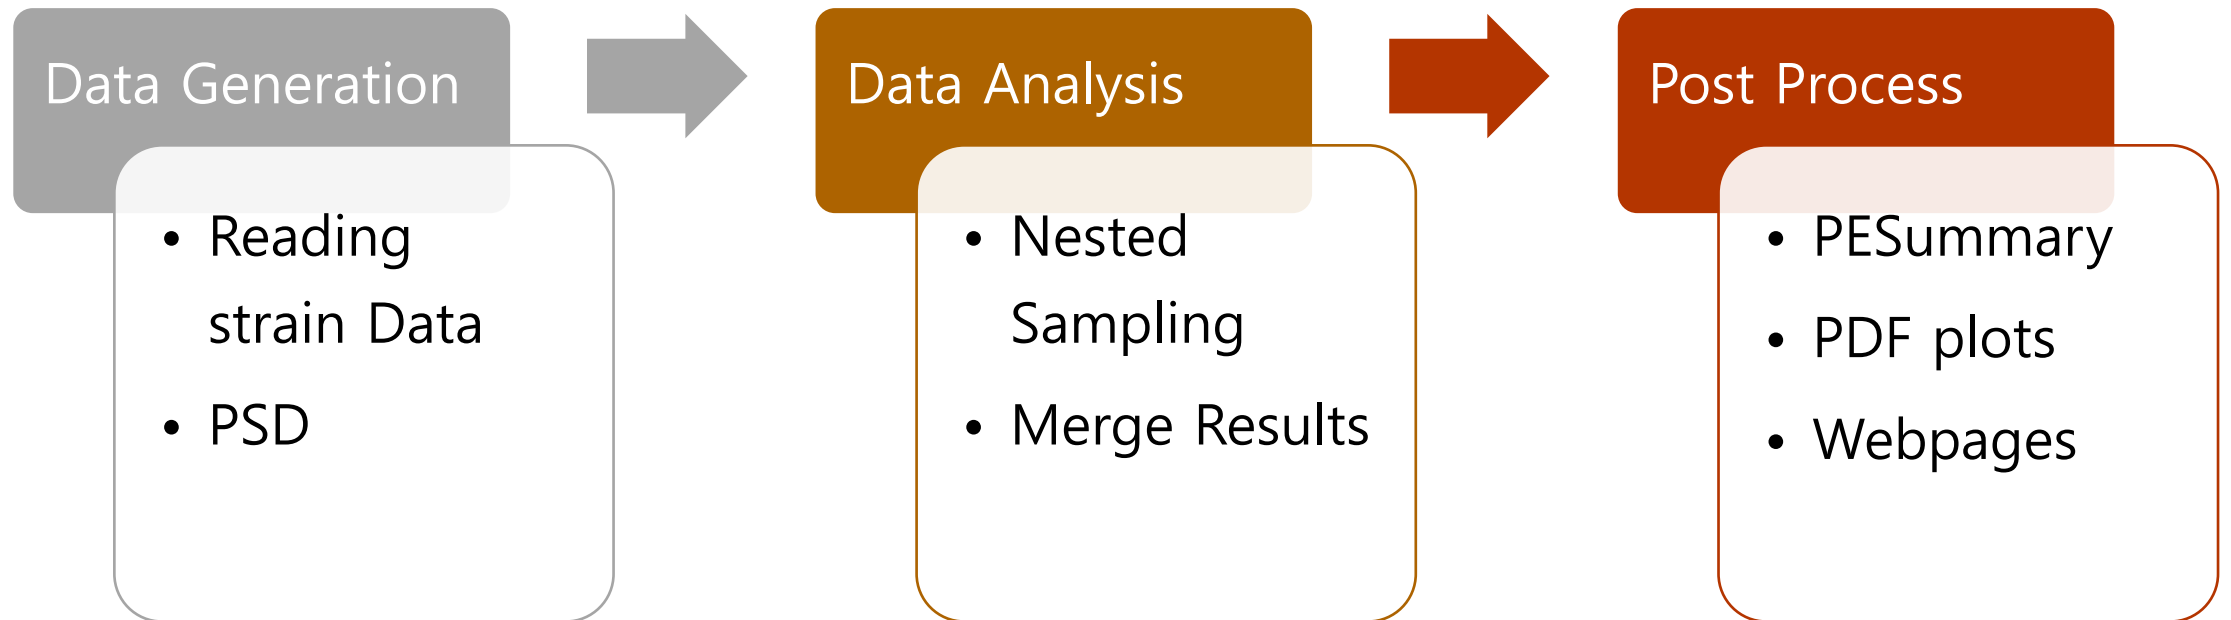 Data Generation
• Reading
strain Data
• PSD
Data Analysis
• Nested
Sampling
• Merge Results
Post Process
• PESummary
• PDF plots
• Webpages